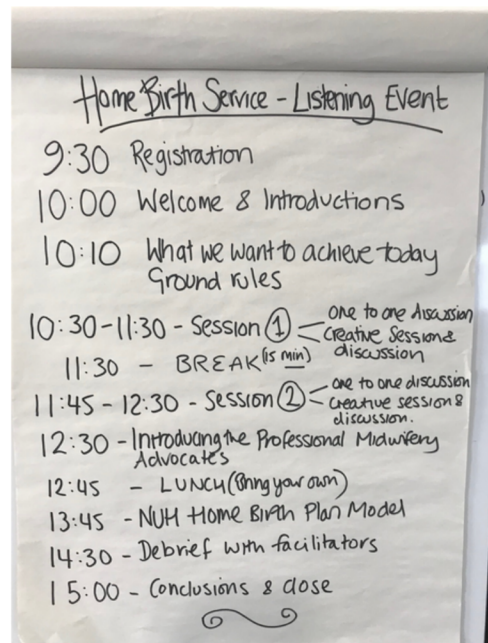 Home Birth Service - Listening Event
9:30 Registration
10:00 Welcome & Introductions
10:10 What we want to achieve today
Ground rules
10:30-11:30 - Session 1 - one to one discussion
creative session &
discussion
11:30 - BREAK (15 min)
11:45 - 12:30 - Session 2 - one to one discussion
creative session &
discussion.
12:30 - Introducing the Professional Midwifery
Advocates
12:45 - LUNCH (Bring your own)
13:45 - NUH Home Birth Plan Model
14:30 - Debrief with facilitators
15:00 - Conclusions & close